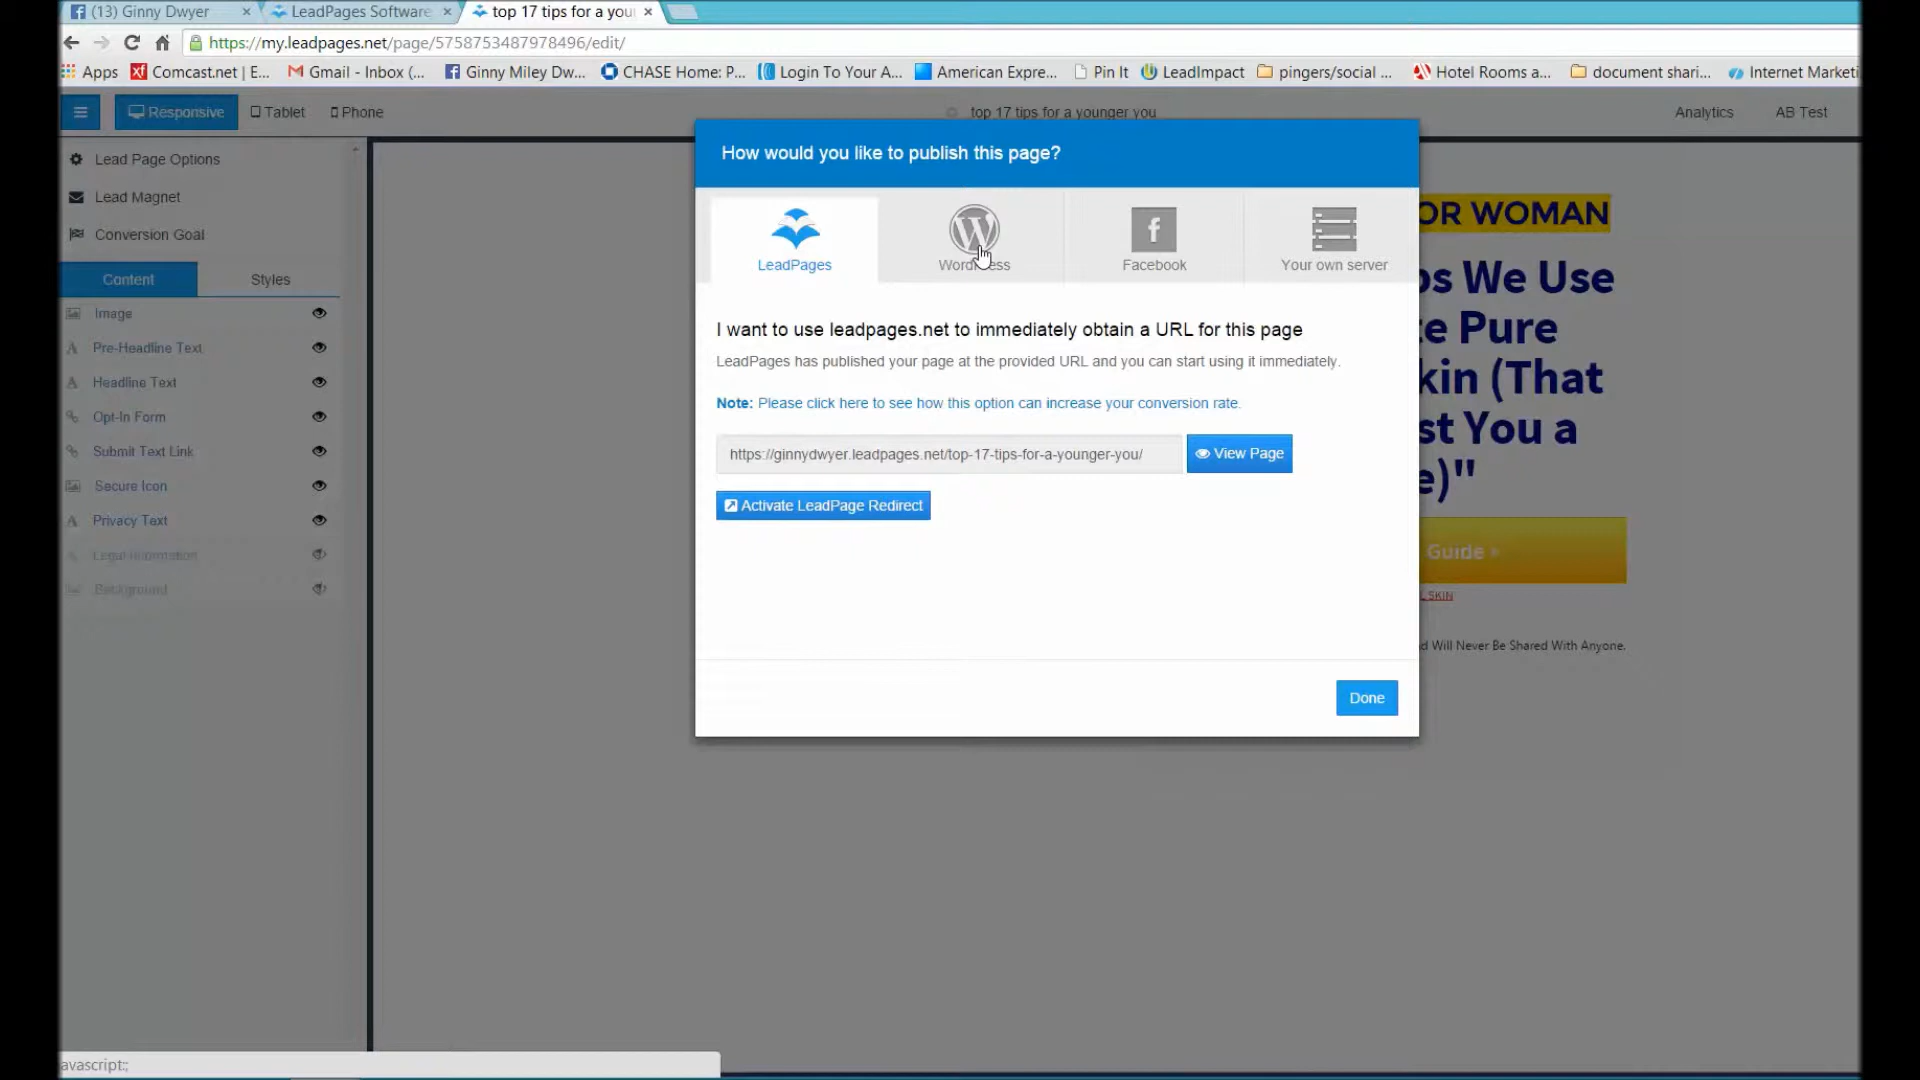 (13) Ginny Dwyer
LeadPages Software
top 17 tips for a you
https://my.leadpages.net/page/5758753487978496/edit/
Apps
Comcast.net | E...
Gmail - Inbox (...
Ginny Miley Dw...
CHASE Home: P...
Login To Your A...
American Expre...
Pin It
LeadImpact
pingers/social ...
Hotel Rooms a...
document shari...
Internet Marketi
Responsive
Tablet
Phone
top 17 tips for a younger you
Analytics
AB Test
Lead Page Options
Lead Magnet
Conversion Goal
Content
Styles
Image
Pre-Headline Text
Headline Text
Opt-In Form
Submit Text Link
Secure Icon
Privacy Text
Legal Information
Background
How would you like to publish this page?
LeadPages
WordPress
Facebook
Your own server
I want to use leadpages.net to immediately obtain a URL for this page
LeadPages has published your page at the provided URL and you can start using it immediately.
Note: Please click here to see how this option can increase your conversion rate.
https://ginnydwyer.leadpages.net/top-17-tips-for-a-younger-you/
View Page
Activate LeadPage Redirect
Done
OR WOMAN
os We Use
te Pure
kin (That
st You a
e)"
Guide »
L SKIN
d Will Never Be Shared With Anyone.
avascript:;